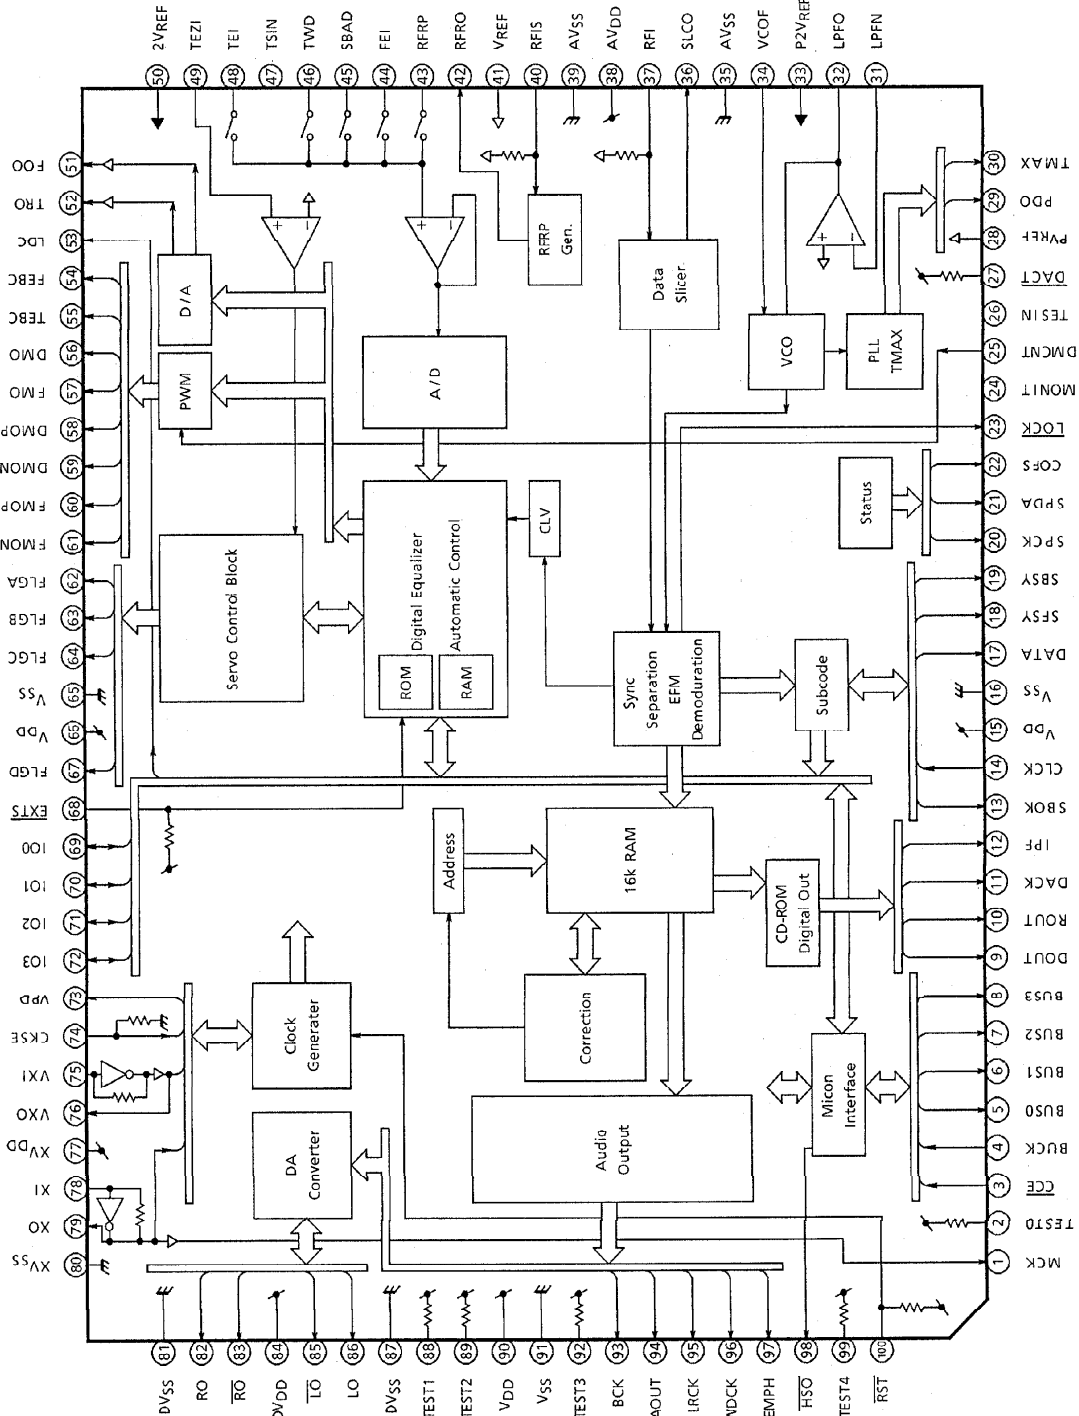 50 2VREF
49 TEZI
48 TEI
47 TSIN
46 TWD
45 SBAD
44 FEI
43 RFRP
42 RFRO
41 VREF
40 RFIS
39 AVSS
38 AVDD
37 RFI
36 SLCO
35 AVSS
34 VCOF
33 P2VREF
32 LPFO
31 LPFN
FOO 51
TRO 52
LDC 53
FEBC 54
TEBC 55
DMO 56
FMO 57
DMOP 58
DMON 59
FMOP 60
FMON 61
FLGA 62
FLGB 63
FLGC 64
VSS 65
VDD 66
FLGD 67
EXTS 68
IO0 69
IO1 70
IO2 71
IO3 72
VPD 73
CKSE 74
VXI 75
VXO 76
XVDD 77
XI 78
XO 79
XVSS 80
D/A
PWM
+
−
+
−
RFRP
Gen.
A/D
Data
Slicer.
VCO
PLL
TMAX
+
−
Servo Control Block
Digital Equalizer
Automatic Control
ROM
RAM
CLV
Status
Sync
Separation
EFM
Demoduration
Subcode
Address
16k RAM
CD-ROM
Digital Out
Clock
Generater
Correction
DA
Converter
Audio
Output
Micon
Interface
30 TMAX
29 PDO
28 PVREF
27 DACT
26 TESIN
25 DMCNT
24 MONIT
23 LOCK
22 COFS
21 SPDA
20 SPCK
19 SBSY
18 SFSY
17 DATA
16 VSS
15 VDD
14 CLCK
13 SBOK
12 IPF
11 DACK
10 ROUT
9 DOUT
8 BUS3
7 BUS2
6 BUS1
5 BUS0
4 BUCK
3 CCE
2 TEST0
1 MCK
81 DVSS
82 RO
83 RO
84 DVDD
85 LO
86 LO
87 DVSS
88 TEST1
89 TEST2
90 VDD
91 VSS
92 TEST3
93 BCK
94 AOUT
95 LRCK
96 WDCK
97 EMPH
98 HSO
99 TEST4
100 RST